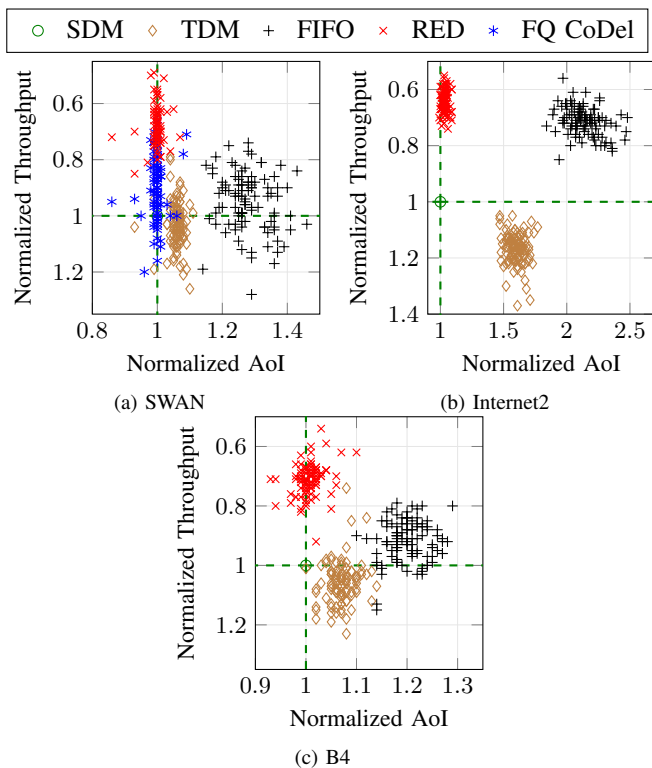 SDM TDM FIFO RED FQ CoDel
0.6
0.8
1
1.2
0.8 1 1.2 1.4
Normalized Throughput
Normalized AoI
(a) SWAN
0.6
0.8
1
1.2
1.4
1 1.5 2 2.5
Normalized Throughput
Normalized AoI
(b) Internet2
0.6
0.8
1
1.2
0.9 1 1.1 1.2 1.3
Normalized Throughput
Normalized AoI
(c) B4